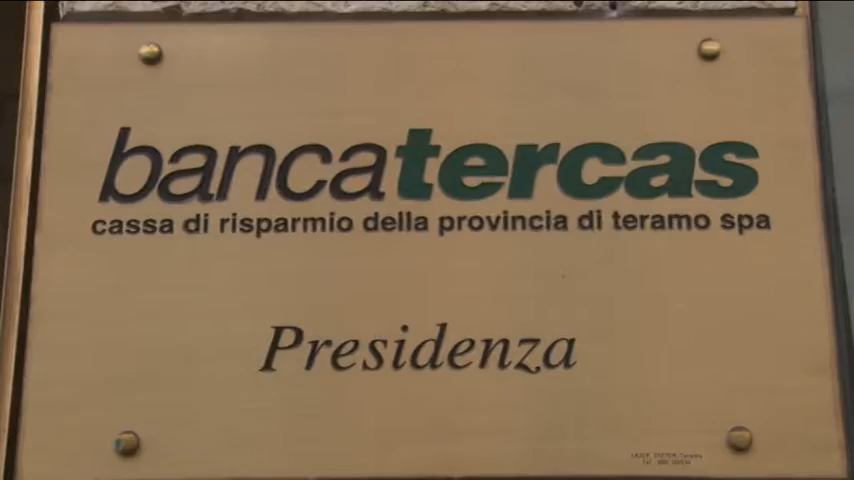 bancatercas
cassa di risparmio della provincia di teramo spa
Presidenza